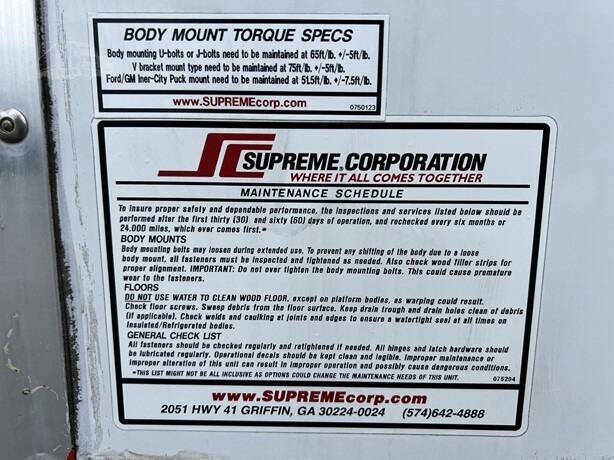 BODY MOUNT TORQUE SPECS
Body mounting U-bolts or J-bolts need to be maintained at 65ft/lb. +/-5ft/lb.
V bracket mount type need to be maintained at 75ft/lb. +/-5ft/lb.
Ford/GM Iner-City Puck mount need to be maintained at 51.5ft/lb. +/-7.5ft/lb.
www.SUPREMEcorp.com 0750123
SC SUPREME CORPORATION
WHERE IT ALL COMES TOGETHER
MAINTENANCE SCHEDULE
To insure proper safety and dependable performance, the inspections and services listed below should be
performed after the first thirty (30) and sixty (60) days of operation, and rechecked every six months or
24,000 miles, which ever comes first.*
BODY MOUNTS
Body mounting bolts may loosen during extended use. To prevent any shifting of the body due to a loose
body mount, all fasteners must be inspected and tightened as needed. Also check wood filler strips for
proper alignment. IMPORTANT: Do not over tighten the body mounting bolts. This could cause premature
wear to the fasteners.
FLOORS
DO NOT USE WATER TO CLEAN WOOD FLOOR, except on platform bodies, as warping could result.
Check floor screws. Sweep debris from the floor surface. Keep drain trough and drain holes clean of debris
(if applicable). Check welds and caulking at joints and edges to ensure a watertight seal at all times on
Insulated/Refrigerated bodies.
GENERAL CHECK LIST
All fasteners should be checked regularly and retightened if needed. All hinges and latch hardware should
be lubricated regularly. Operational decals should be kept clean and legible. Improper maintenance or
improper alteration of this unit can result in improper operation and possibly cause dangerous conditions.
*THIS LIST MIGHT NOT BE ALL INCLUSIVE AS OPTIONS COULD CHANGE THE MAINTENANCE NEEDS OF THIS UNIT. 075294
www.SUPREMEcorp.com
2051 HWY 41 GRIFFIN, GA 30224-0024 (574)642-4888